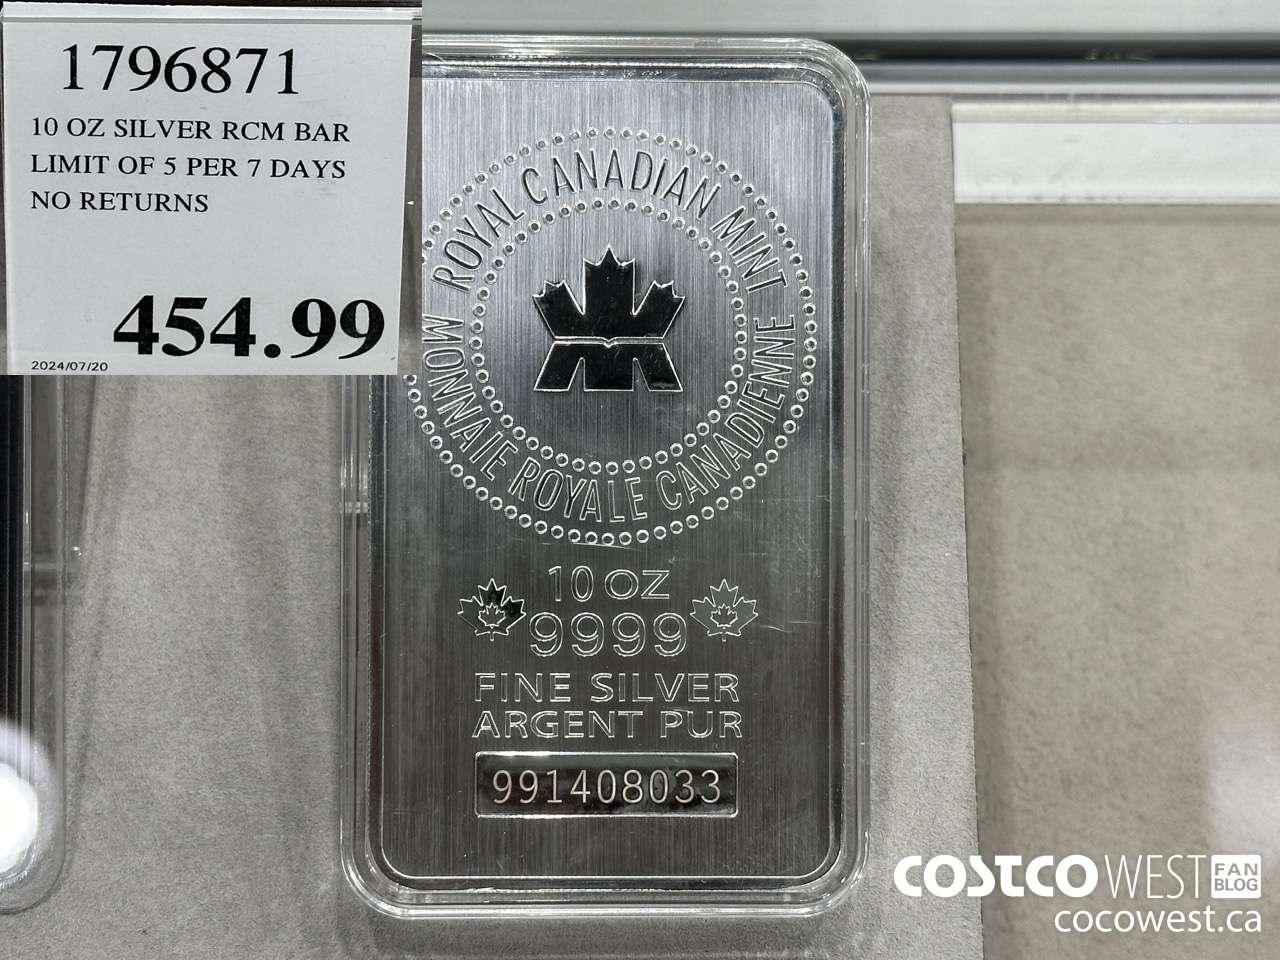 1796871
10 OZ SILVER RCM BAR
LIMIT OF 5 PER 7 DAYS
NO RETURNS
454.99
2024/07/20
ROYAL CANADIAN MINT
MONNAIE ROYALE CANADIENNE
10 OZ
9999
FINE SILVER
ARGENT PUR
991408033
COSTCO WEST FAN BLOG
cocowest.ca